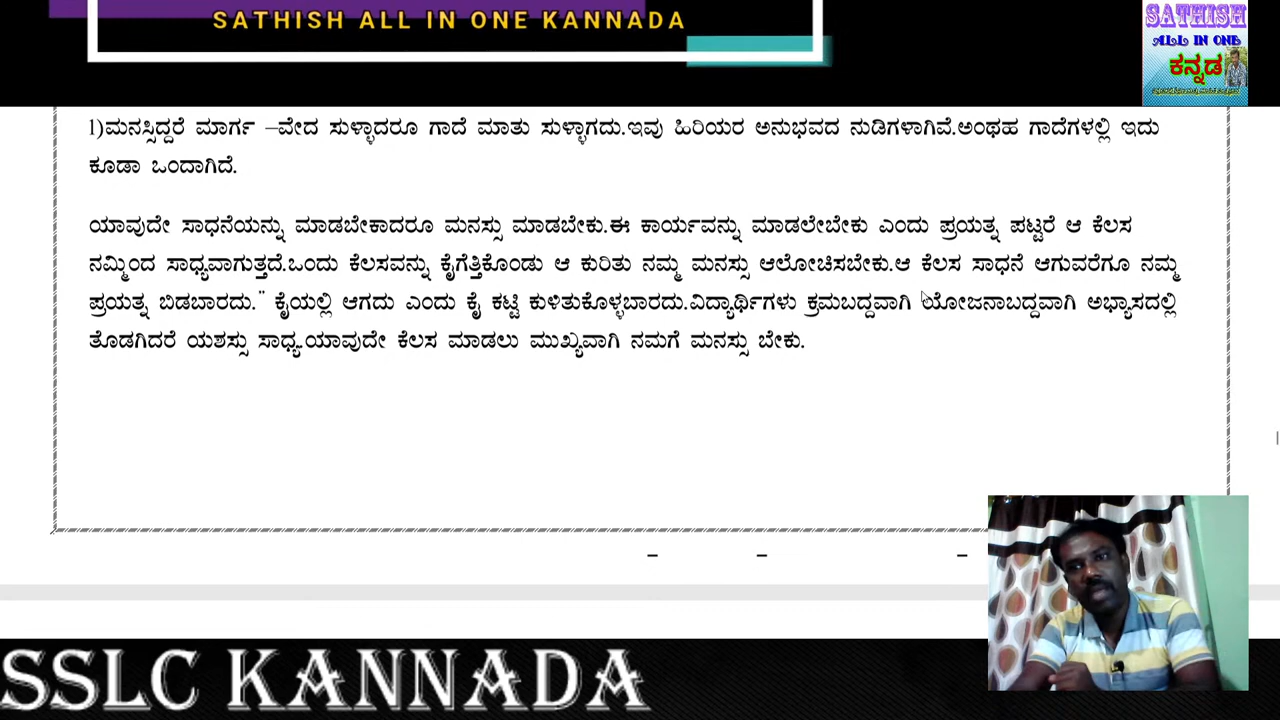 SATHISH ALL IN ONE KANNADA
SATHISH
ALL IN ONE
ಕನ್ನಡ
1)ಮನಸ್ಸಿದ್ದರೆ ಮಾರ್ಗ –ವೇದ ಸುಳ್ಳಾದರೂ ಗಾದೆ ಮಾತು ಸುಳ್ಳಾಗದು.ಇವು ಹಿರಿಯರ ಅನುಭವದ ನುಡಿಗಳಾಗಿವೆ.ಅಂಥಹ ಗಾದೆಗಳಲ್ಲಿ ಇದು
ಕೂಡಾ ಒಂದಾಗಿದೆ.
ಯಾವುದೇ ಸಾಧನೆಯನ್ನು ಮಾಡಬೇಕಾದರೂ ಮನಸ್ಸು ಮಾಡಬೇಕು.ಈ ಕಾರ್ಯವನ್ನು ಮಾಡಲೇಬೇಕು ಎಂದು ಪ್ರಯತ್ನ ಪಟ್ಟರೆ ಆ ಕೆಲಸ
ನಮ್ಮಿಂದ ಸಾಧ್ಯವಾಗುತ್ತದೆ.ಒಂದು ಕೆಲಸವನ್ನು ಕೈಗೆತ್ತಿಕೊಂಡು ಆ ಕುರಿತು ನಮ್ಮ ಮನಸ್ಸು ಆಲೋಚಿಸಬೇಕು.ಆ ಕೆಲಸ ಸಾಧನೆ ಆಗುವರೆಗೂ ನಮ್ಮ
ಪ್ರಯತ್ನ ಬಿಡಬಾರದು.¨ ಕೈಯಲ್ಲಿ ಆಗದು ಎಂದು ಕೈ ಕಟ್ಟಿ ಕುಳಿತುಕೊಳ್ಳಬಾರದು.ವಿದ್ಯಾರ್ಥಿಗಳು ಕ್ರಮಬದ್ದವಾಗಿ ಯೋಜನಾಬದ್ದವಾಗಿ ಅಭ್ಯಾಸದಲ್ಲಿ
ತೊಡಗಿದರೆ ಯಶಸ್ಸು ಸಾಧ್ಯ.ಯಾವುದೇ ಕೆಲಸ ಮಾಡಲು ಮುಖ್ಯವಾಗಿ ನಮಗೆ ಮನಸ್ಸು ಬೇಕು.
SSLC KANNADA